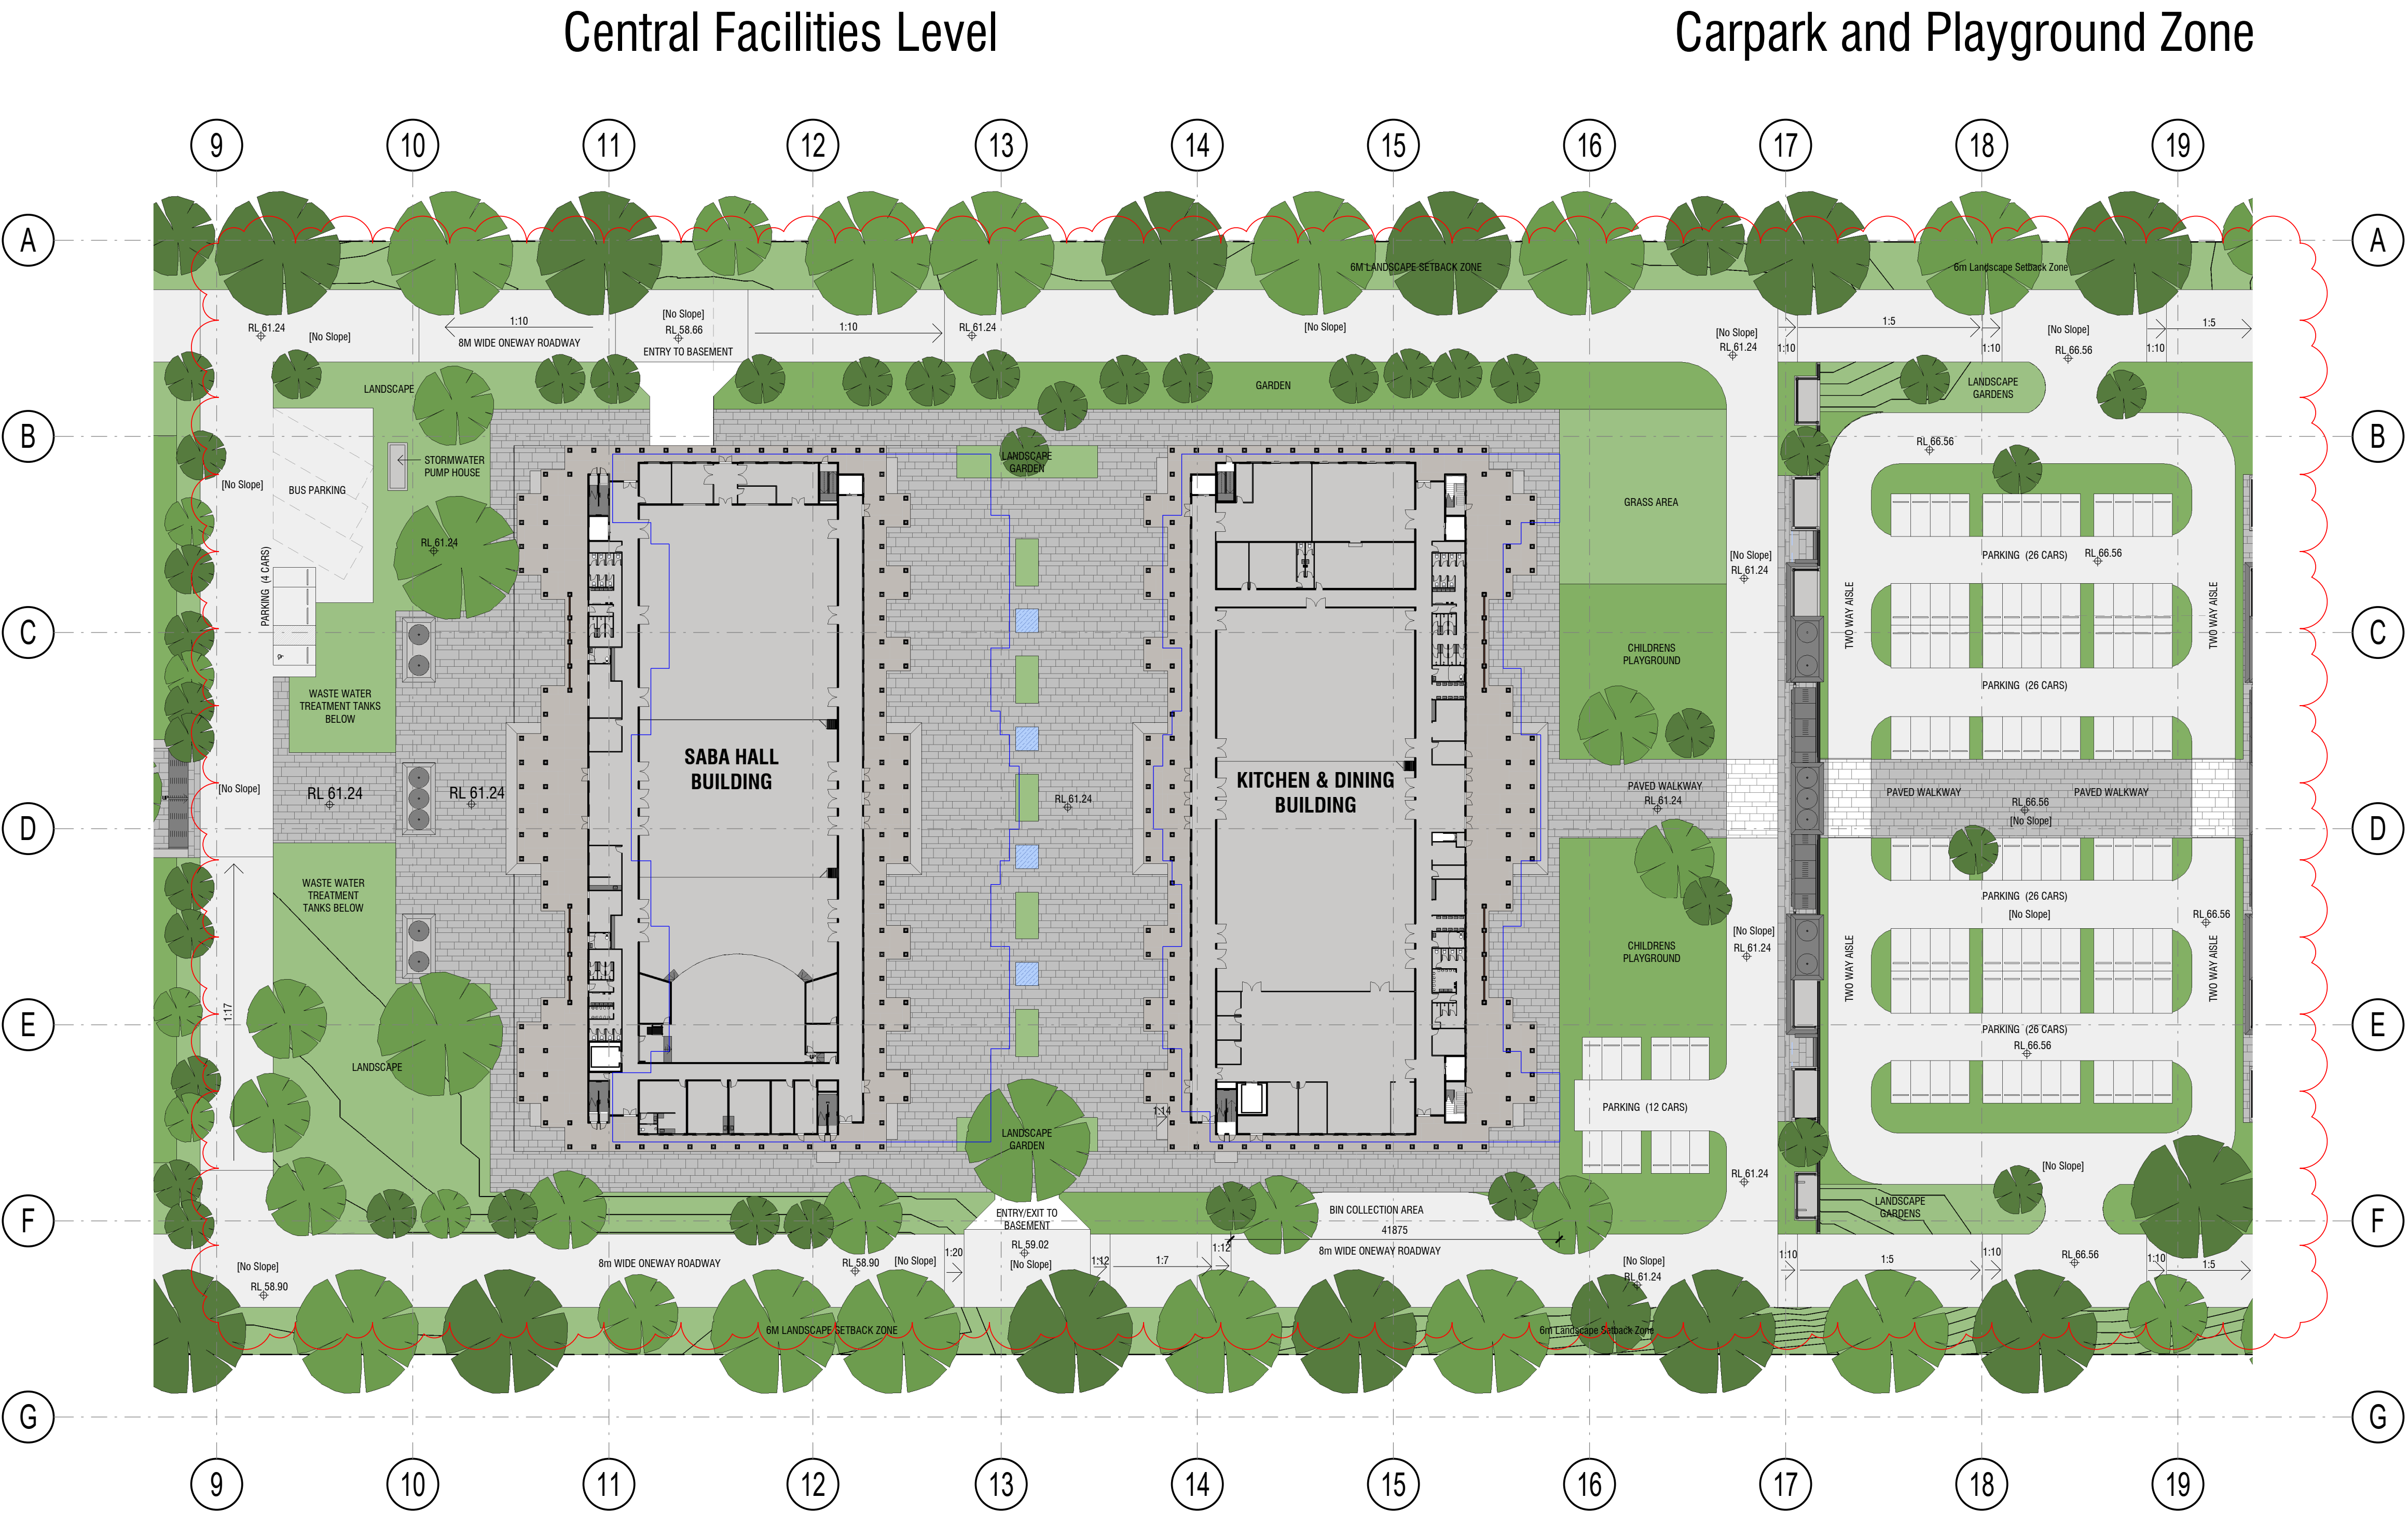 Central Facilities Level
Carpark and Playground Zone
9 10 11 12 13 14 15 16 17 18 19
A A
6M LANDSCAPE SETBACK ZONE
6m Landscape Setback Zone
RL 61.24
[No Slope]
1:10
8M WIDE ONEWAY ROADWAY
[No Slope]
RL 58.66
ENTRY TO BASEMENT
1:10
RL 61.24
[No Slope]
[No Slope]
RL 61.24
1:10
1:5
1:10
[No Slope]
RL 66.56
1:10
1:5
LANDSCAPE
GARDEN
LANDSCAPE
GARDENS
B B
STORMWATER
PUMP HOUSE
LANDSCAPE
GARDEN
RL 66.56
[No Slope]
BUS PARKING
GRASS AREA
RL 61.24
PARKING (4 CARS)
[No Slope]
RL 61.24
PARKING (26 CARS)
RL 66.56
TWO WAY AISLE
TWO WAY AISLE
C C
CHILDRENS
PLAYGROUND
PARKING (26 CARS)
WASTE WATER
TREATMENT TANKS
BELOW
SABA HALL
BUILDING
KITCHEN & DINING
BUILDING
[No Slope]
RL 61.24
RL 61.24
RL 61.24
PAVED WALKWAY
RL 61.24
PAVED WALKWAY
PAVED WALKWAY
RL 66.56
[No Slope]
D D
WASTE WATER
TREATMENT
TANKS BELOW
PARKING (26 CARS)
[No Slope]
RL 66.56
[No Slope]
RL 61.24
CHILDRENS
PLAYGROUND
TWO WAY AISLE
TWO WAY AISLE
1:17
E E
PARKING (26 CARS)
RL 66.56
LANDSCAPE
PARKING (12 CARS)
1:14
LANDSCAPE
GARDEN
[No Slope]
RL 61.24
LANDSCAPE
GARDENS
F F
ENTRY/EXIT TO
BASEMENT
BIN COLLECTION AREA
41875
RL 59.02
[No Slope]
1:20
1:12
1:7
1:12
8m WIDE ONEWAY ROADWAY
[No Slope]
RL 58.90
8m WIDE ONEWAY ROADWAY
RL 58.90
[No Slope]
[No Slope]
RL 61.24
1:10
1:5
1:10
RL 66.56
1:10
1:5
6M LANDSCAPE SETBACK ZONE
6m Landscape Setback Zone
G G
9 10 11 12 13 14 15 16 17 18 19